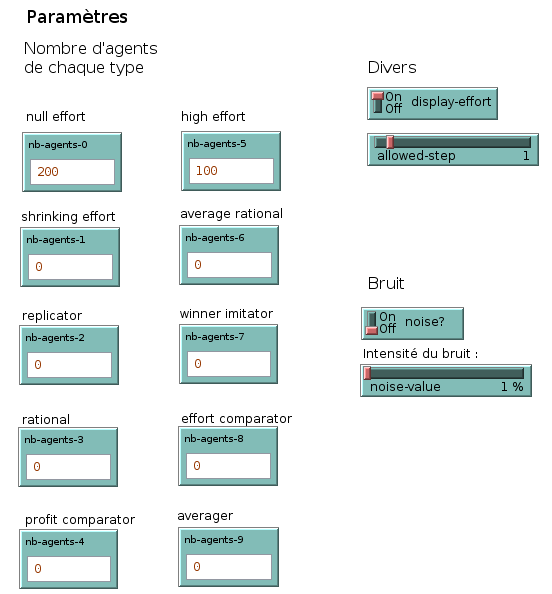 Paramètres
Nombre d'agents
de chaque type
null effort
nb-agents-0
200
high effort
nb-agents-5
100
shrinking effort
nb-agents-1
0
average rational
nb-agents-6
0
replicator
nb-agents-2
0
winner imitator
nb-agents-7
0
rational
nb-agents-3
0
effort comparator
nb-agents-8
0
profit comparator
nb-agents-4
0
averager
nb-agents-9
0
Divers
On
Off
display-effort
allowed-step 1
Bruit
On
Off
noise?
Intensité du bruit :
noise-value 1 %